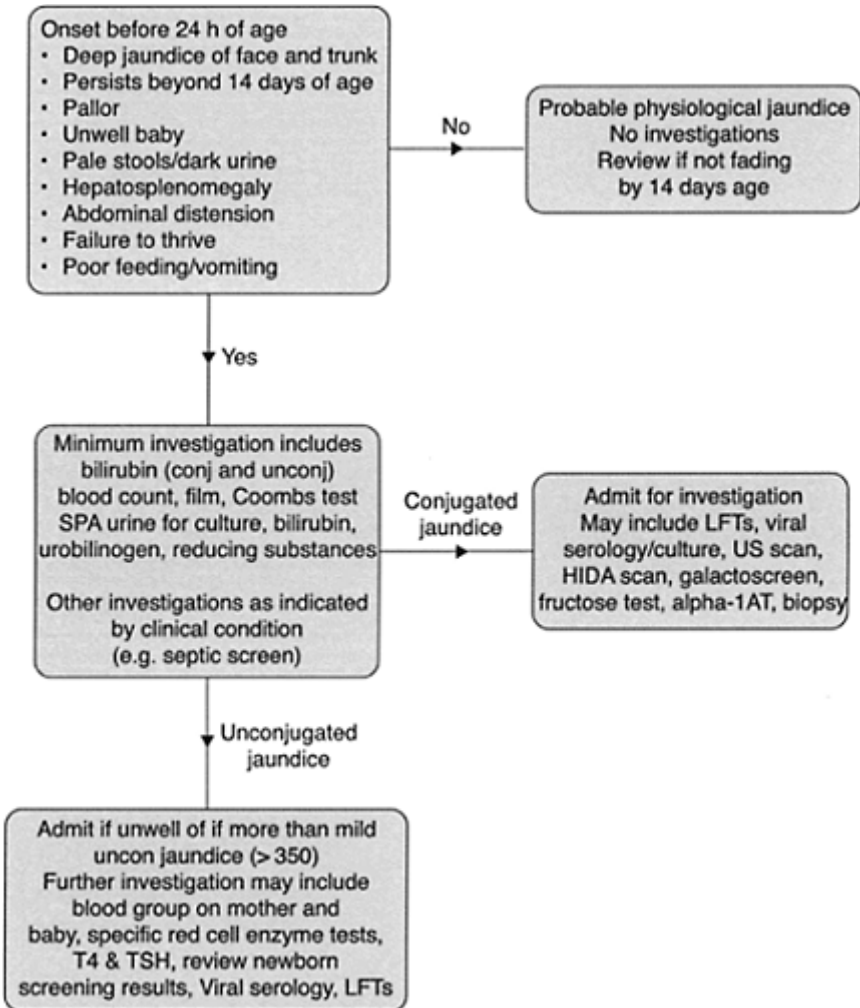 Onset before 24 h of age
• Deep jaundice of face and trunk
• Persists beyond 14 days of age
• Pallor
• Unwell baby
• Pale stools/dark urine
• Hepatosplenomegaly
• Abdominal distension
• Failure to thrive
• Poor feeding/vomiting
No
Probable physiological jaundice
No investigations
Review if not fading
by 14 days age
Yes
Minimum investigation includes
bilirubin (conj and unconj)
blood count, film, Coombs test
SPA urine for culture, bilirubin,
urobilinogen, reducing substances
Other investigations as indicated
by clinical condition
(e.g. septic screen)
Conjugated
jaundice
Admit for investigation
May include LFTs, viral
serology/culture, US scan,
HIDA scan, galactoscreen,
fructose test, alpha-1AT, biopsy
Unconjugated
jaundice
Admit if unwell of if more than mild
uncon jaundice (> 350)
Further investigation may include
blood group on mother and
baby, specific red cell enzyme tests,
T4 & TSH, review newborn
screening results, Viral serology, LFTs